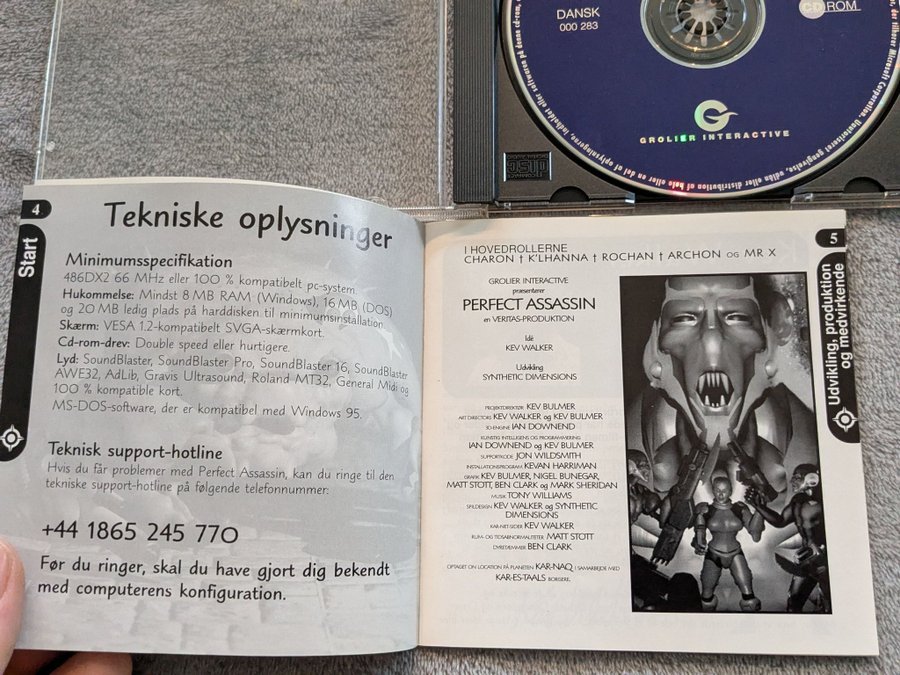 DANSK
000 283
CD ROM
GROLIER INTERACTIVE
COMPACT
disc
DIGITAL AUDIO
4
Start
Tekniske oplysninger
Minimumsspecifikation
486DX2 66 MHz eller 100 % kompatibelt pc-system.
Hukommelse: Mindst 8 MB RAM (Windows), 16 MB (DOS)
og 20 MB ledig plads på harddisken til minimumsinstallation.
Skærm: VESA 1.2-kompatibelt SVGA-skærmkort.
Cd-rom-drev: Double speed eller hurtigere.
Lyd: SoundBlaster, SoundBlaster Pro, SoundBlaster 16, SoundBlaster
AWE32, AdLib, Gravis Ultrasound, Roland MT32, General Midi og
100 % kompatible kort.
MS-DOS-software, der er kompatibel med Windows 95.
Teknisk support-hotline
Hvis du får problemer med Perfect Assassin, kan du ringe til den
tekniske support-hotline på følgende telefonnummer:
+44 1865 245 770
Før du ringer, skal du have gjort dig bekendt
med computerens konfiguration.
I HOVEDROLLERNE
CHARON † K'LHANNA † ROCHAN † ARCHON OG MR X
GROLIER INTERACTIVE
præsenterer
PERFECT ASSASSIN
en VERITAS-PRODUKTION
Idé
KEV WALKER
Udvikling
SYNTHETIC DIMENSIONS
PROJEKTDIREKTØR KEV BULMER
ART DIRECTORS KEV WALKER og KEV BULMER
3D-ENGINE IAN DOWNEND
KUNSTIG INTELLIGENS OG PROGRAMMERING
IAN DOWNEND og KEV BULMER
SUPPORTKODE JON WILDSMITH
INSTALLATIONSPROGRAM KEVAN HARRIMAN
GRAFIK KEV BULMER, NIGEL BUNEGAR,
MATT STOTT, BEN CLARK og MARK SHERIDAN
MUSIK TONY WILLIAMS
SPILDESIGN KEV WALKER og SYNTHETIC
DIMENSIONS
KAR-NET-SIDER KEV WALKER
RUM- OG TIDSABNORMALITETER MATT STOTT
DYREDÆMMER BEN CLARK
OPTAGET ON LOCATION PÅ PLANETEN KAR-NAQ I SAMARBEJDE MED
KAR-ES-TAALS BORGERE.
5
Udvikling, produktion
og medvirkende